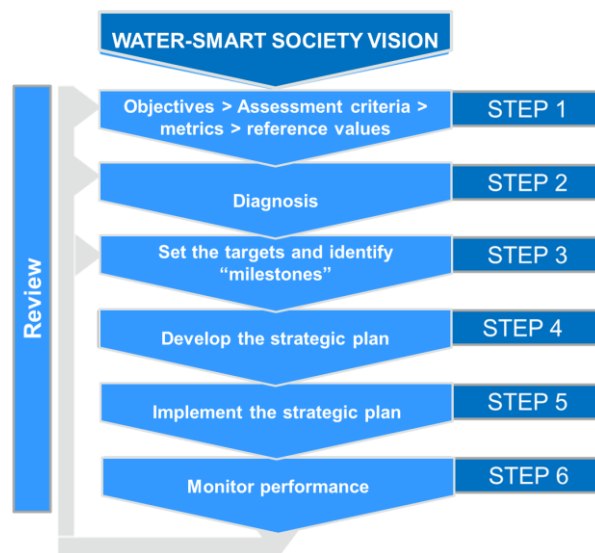 WATER-SMART SOCIETY VISION
Objectives > Assessment criteria >
metrics > reference values
STEP 1
Diagnosis
STEP 2
Set the targets and identify
“milestones”
STEP 3
Develop the strategic plan
STEP 4
Implement the strategic plan
STEP 5
Monitor performance
STEP 6
Review